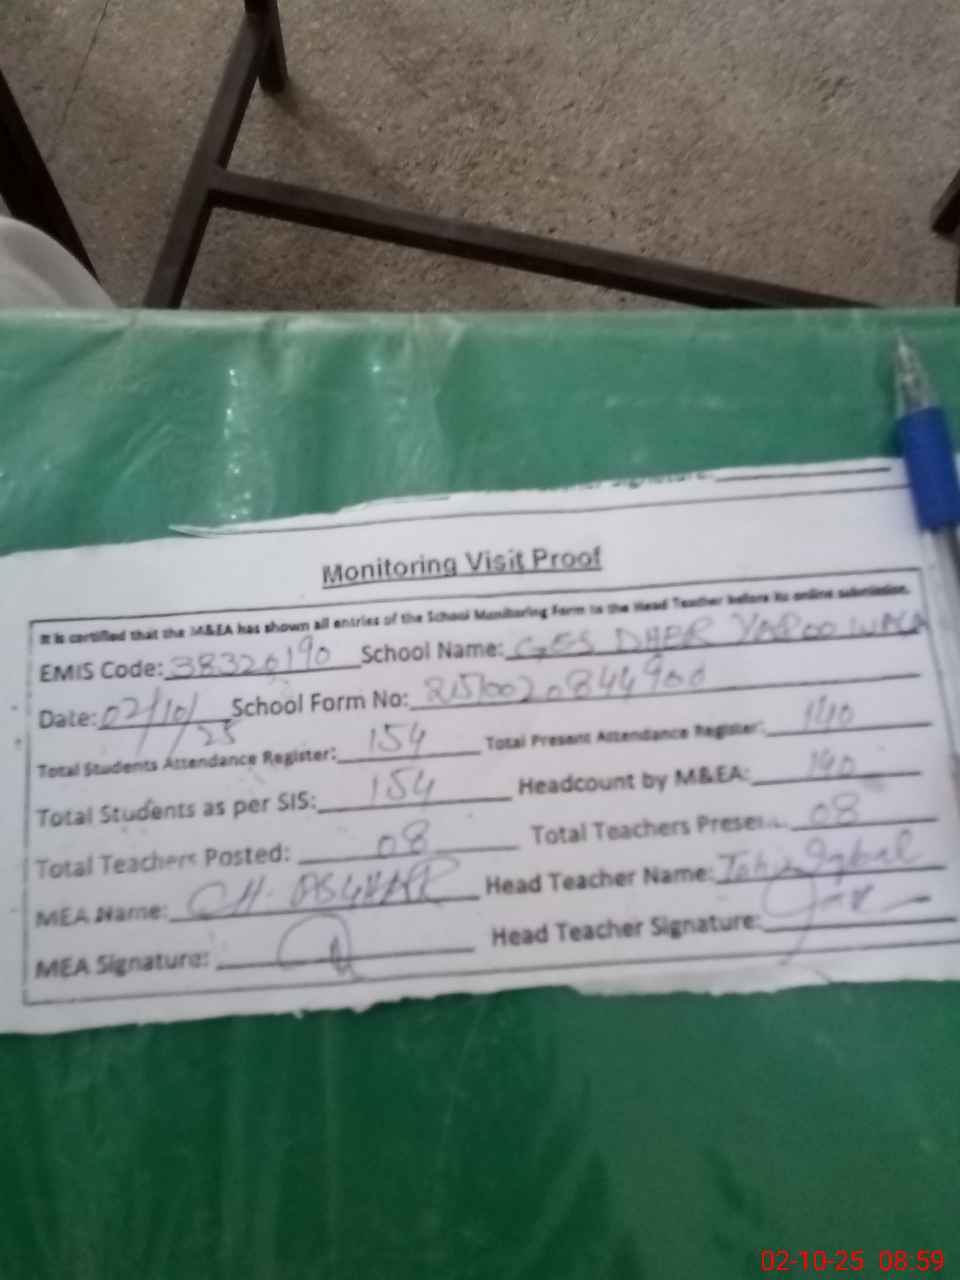 Signature:
Monitoring Visit Proof
It is certified that the M&EA has shown all entries of the School Monitoring Form to the Head Teacher before its online submission.
EMIS Code: 38320190 School Name: GES DHER YAROO WALA
Date: 02/10/25 School Form No:
Total Students Attendance Register: 154 Total Present Attendance Register: 140
Total Students as per SIS: 154 Headcount by M&EA: 140
Total Teachers Posted: 08 Total Teachers Present: 08
MEA Name: CH. ASGHAR Head Teacher Name: Tahir Iqbal
MEA Signature: Head Teacher Signature:
02-10-25 08:59